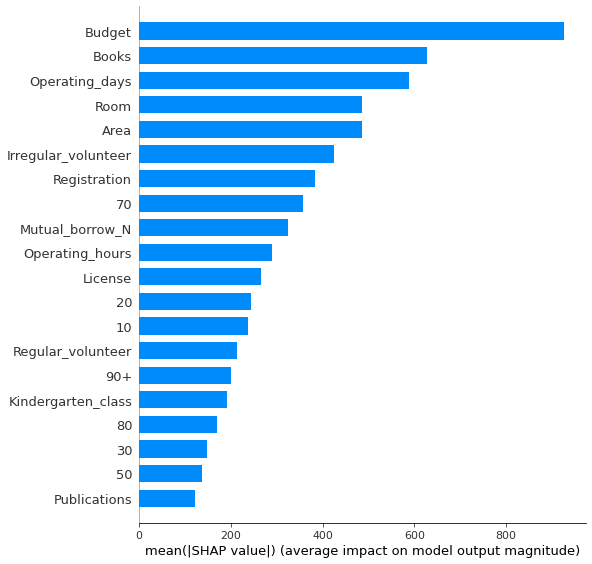 Budget
Books
Operating_days
Room
Area
Irregular_volunteer
Registration
70
Mutual_borrow_N
Operating_hours
License
20
10
Regular_volunteer
90+
Kindergarten_class
80
30
50
Publications
0 200 400 600 800
mean(|SHAP value|) (average impact on model output magnitude)